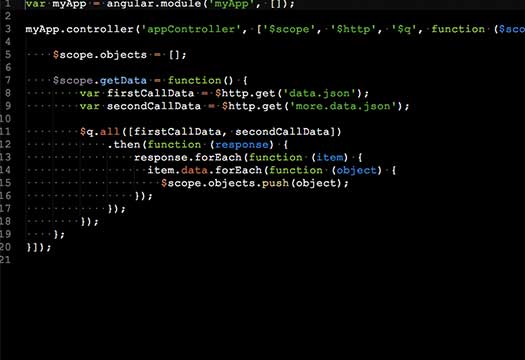 1 var myApp = angular.module('myApp', []);
2
3 myApp.controller('appController', ['$scope', '$http', '$q', function ($sco
4
5 $scope.objects = [];
6
7 $scope.getData = function() {
8 var firstCallData = $http.get('data.json');
9 var secondCallData = $http.get('more.data.json');
10
11 $q.all([firstCallData, secondCallData])
12 .then(function (response) {
13 response.forEach(function (item) {
14 item.data.forEach(function (object) {
15 $scope.objects.push(object);
16 });
17 });
18 });
19 };
20 }]);
21